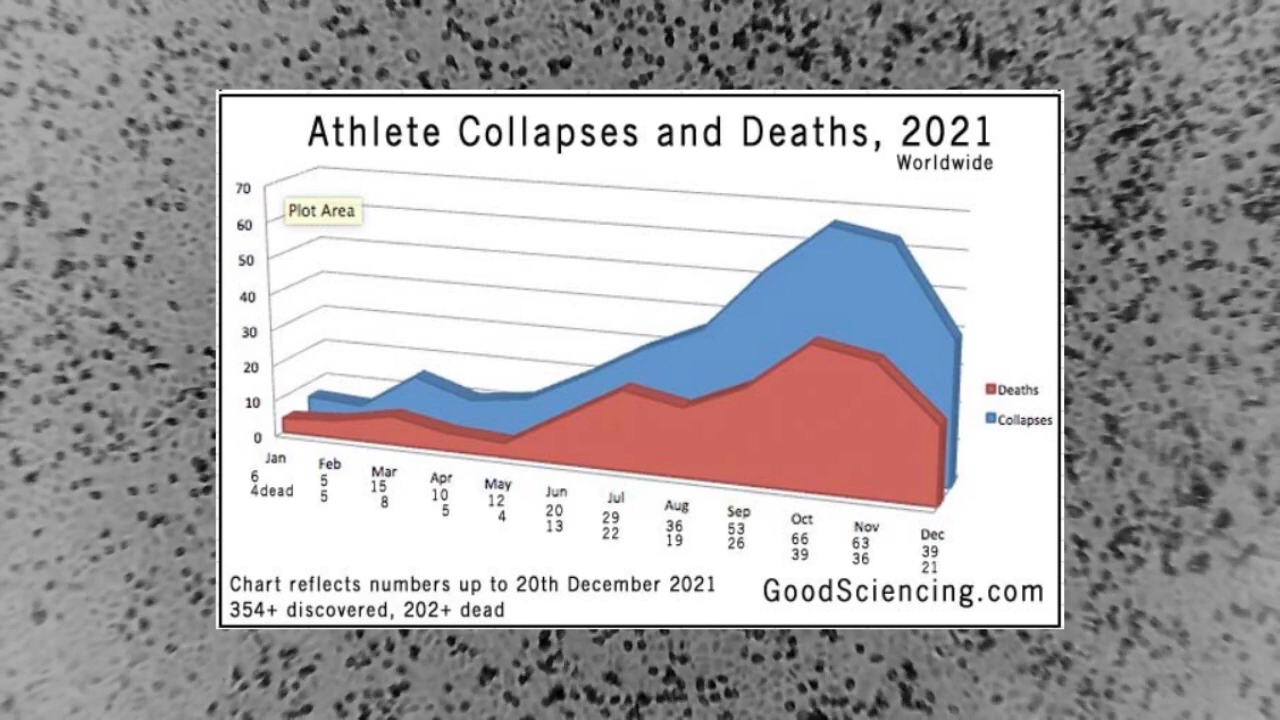 Athlete Collapses and Deaths, 2021
Worldwide
70
60
50
40
30
20
10
0
Plot Area
Deaths
Collapses
Jan
6
4dead
Feb
5
5
Mar
15
8
Apr
10
5
May
12
4
Jun
20
13
Jul
29
22
Aug
36
19
Sep
53
26
Oct
66
39
Nov
63
36
Dec
39
21
Chart reflects numbers up to 20th December 2021
354+ discovered, 202+ dead
GoodSciencing.com